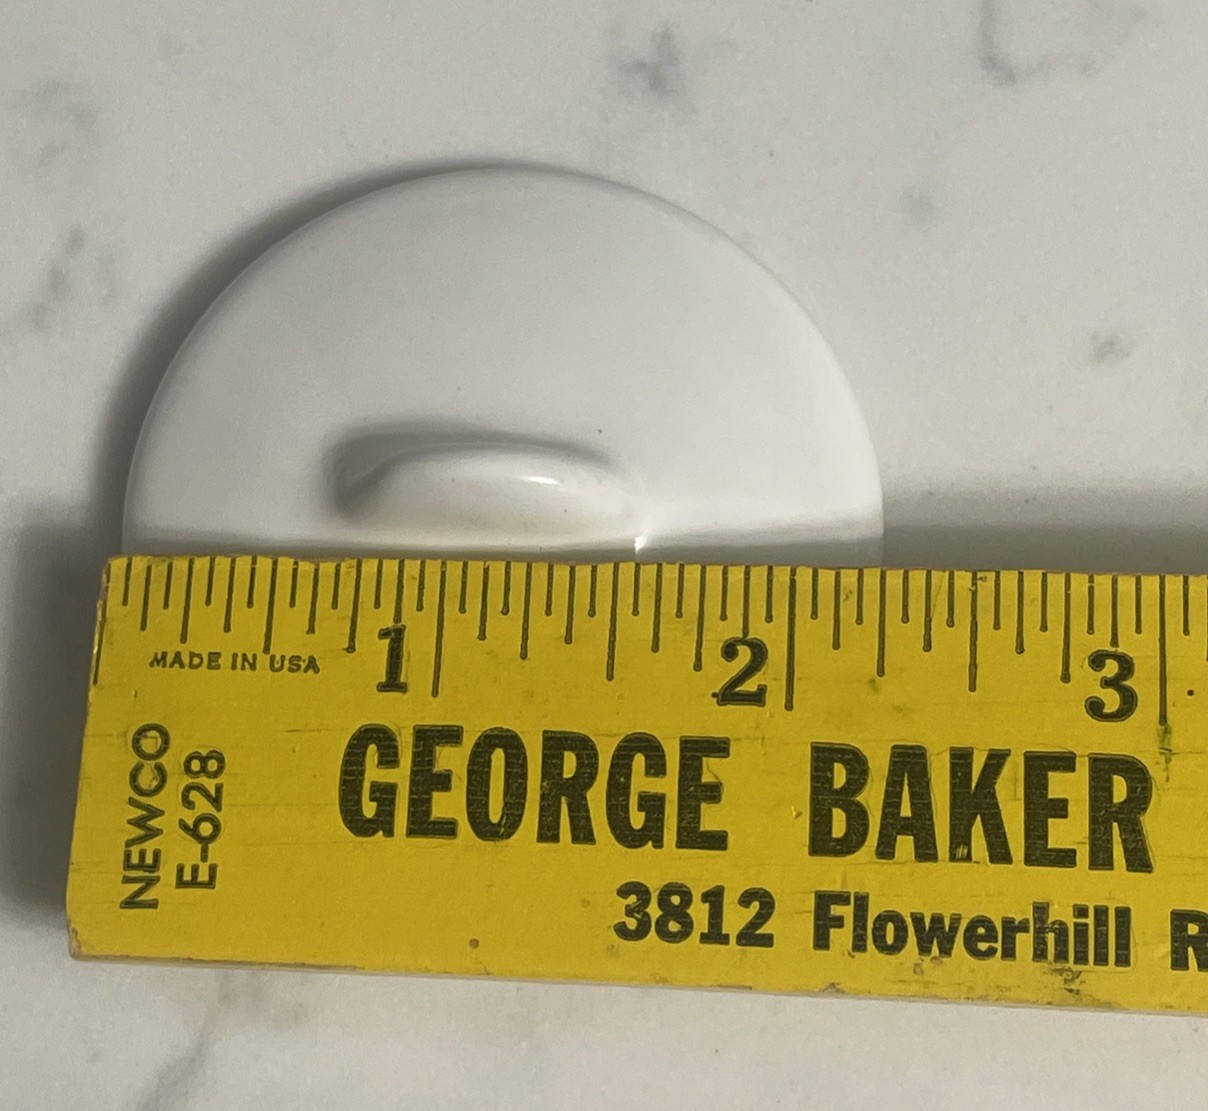 1 2 3
MADE IN USA
NEWCO
E-628
GEORGE BAKER
3812 Flowerhill R